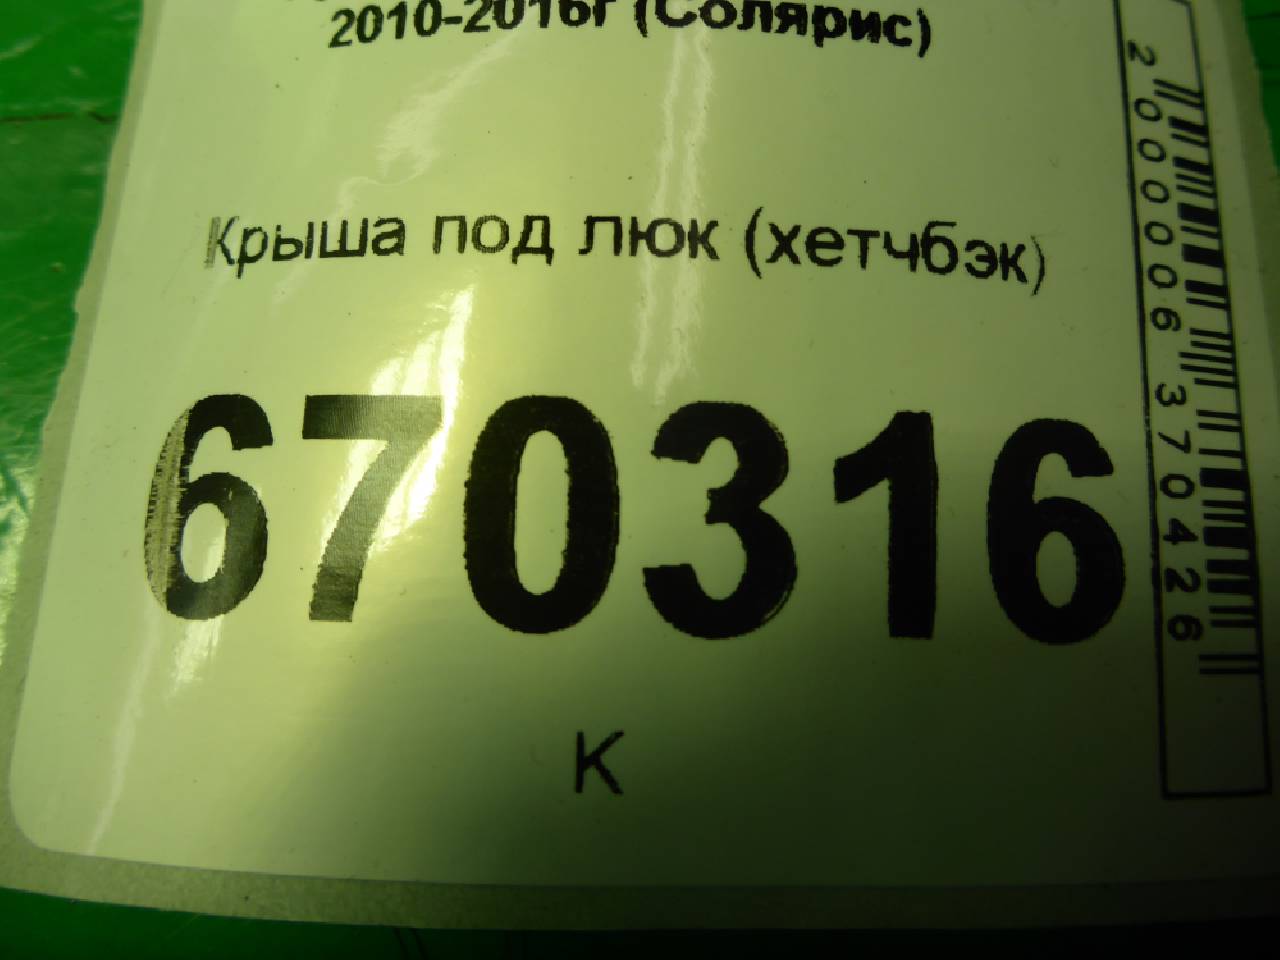 2010-2016г (Солярис)
Крыша под люк (хетчбэк)
670316
К
2000006370426